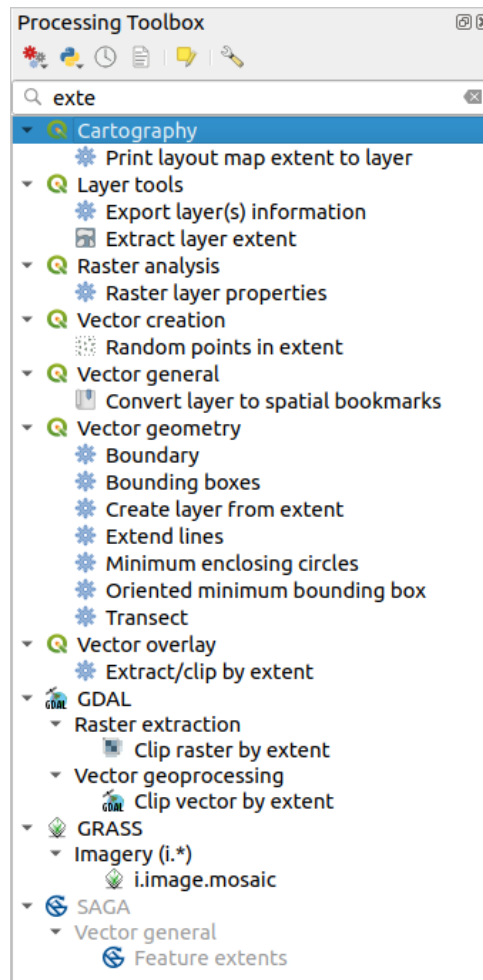 Processing Toolbox
exte
Cartography
Print layout map extent to layer
Layer tools
Export layer(s) information
Extract layer extent
Raster analysis
Raster layer properties
Vector creation
Random points in extent
Vector general
Convert layer to spatial bookmarks
Vector geometry
Boundary
Bounding boxes
Create layer from extent
Extend lines
Minimum enclosing circles
Oriented minimum bounding box
Transect
Vector overlay
Extract/clip by extent
GDAL GDAL
Raster extraction
Clip raster by extent
Vector geoprocessing
GDAL Clip vector by extent
GRASS
Imagery (i.*)
i.image.mosaic
SAGA
Vector general
Feature extents